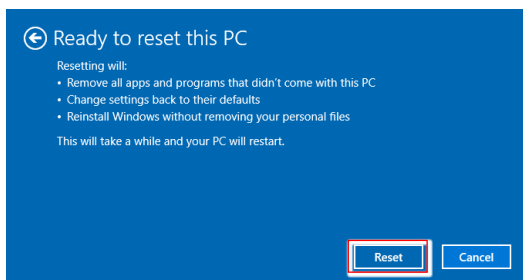 Ready to reset this PC
Resetting will:
• Remove all apps and programs that didn't come with this PC
• Change settings back to their defaults
• Reinstall Windows without removing your personal files
This will take a while and your PC will restart.
Reset Cancel